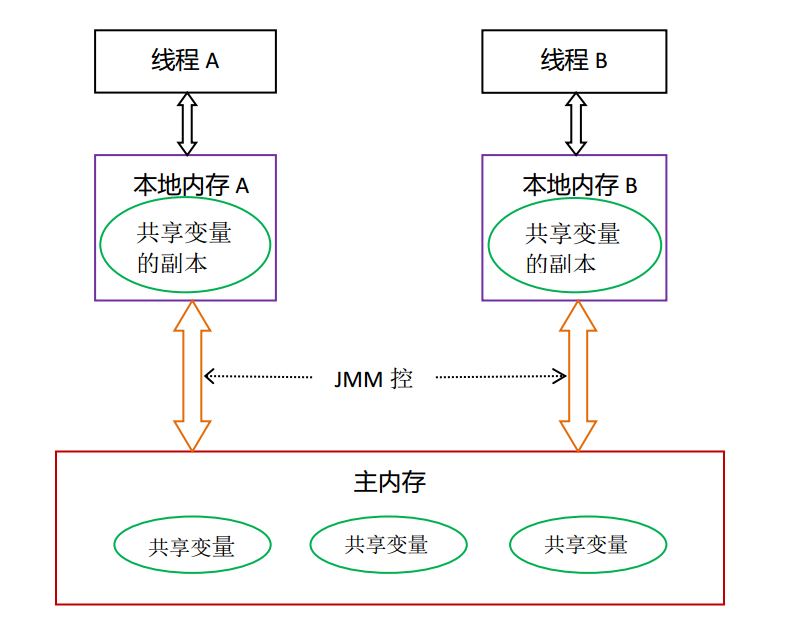 线程 A
线程 B
本地内存 A
本地内存 B
共享变量
的副本
共享变量
的副本
JMM 控
主内存
共享变量
共享变量
共享变量